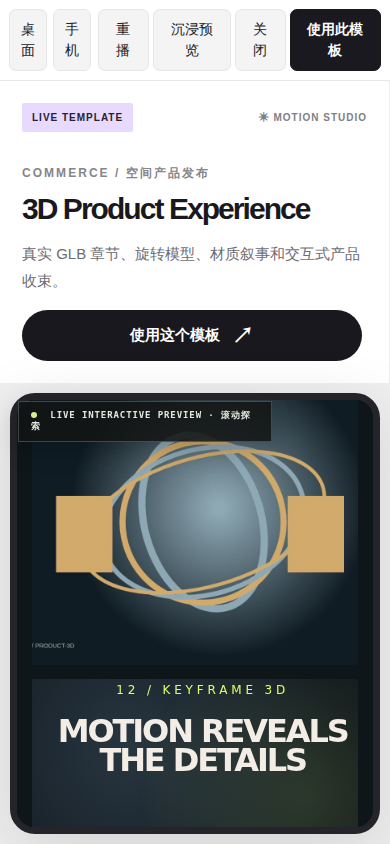 桌面
手机
重播
沉浸预览
关闭
使用此模板
LIVE TEMPLATE
✷ MOTION STUDIO
COMMERCE / 空间产品发布
3D Product Experience
真实 GLB 章节、旋转模型、材质叙事和交互式产品
收束。
使用这个模板 ↗
LIVE INTERACTIVE PREVIEW · 滚动探
索
/ PRODUCT-3D
12 / KEYFRAME 3D
MOTION REVEALS
THE DETAILS